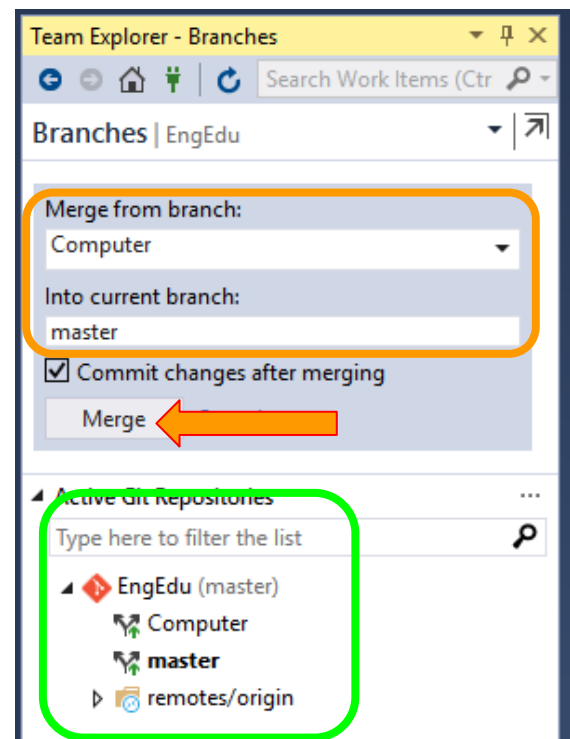 Team Explorer - Branches
Search Work Items (Ctr
Branches | EngEdu
Merge from branch:
Computer
Into current branch:
master
Commit changes after merging
Merge
Active Git Repositories
Type here to filter the list
EngEdu (master)
Computer
master
remotes/origin